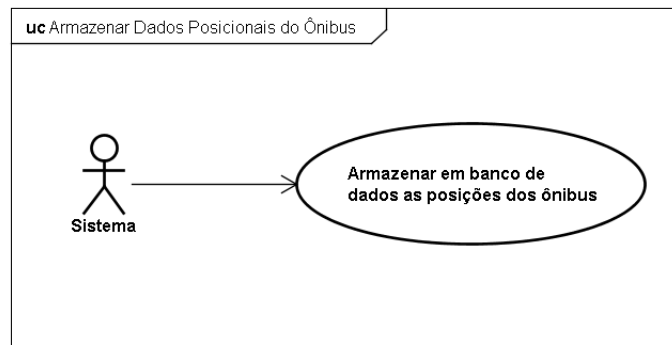 uc Armazenar Dados Posicionais do Ônibus
Armazenar em banco de
dados as posições dos ônibus
Sistema